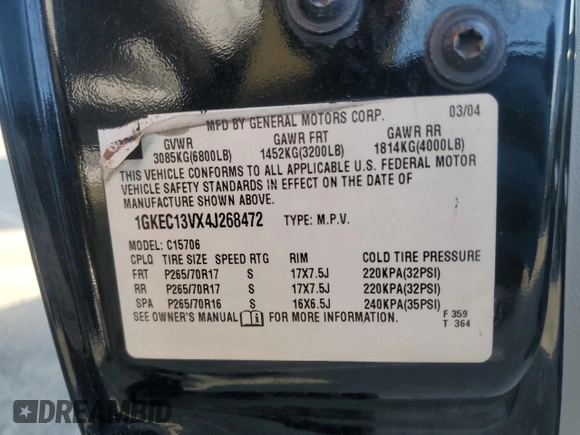 MFD BY GENERAL MOTORS CORP. 03/04
GVWR GAWR FRT GAWR RR
3085KG(6800LB) 1452KG(3200LB) 1814KG(4000LB)
THIS VEHICLE CONFORMS TO ALL APPLICABLE U.S. FEDERAL MOTOR
VEHICLE SAFETY STANDARDS IN EFFECT ON THE DATE OF
MANUFACTURE SHOWN ABOVE.
1GKEC13VX4J268472 TYPE: M.P.V.
MODEL: C15706
CPLQ TIRE SIZE SPEED RTG RIM COLD TIRE PRESSURE
FRT P265/70R17 S 17X7.5J 220KPA(32PSI)
RR P265/70R17 S 17X7.5J 220KPA(32PSI)
SPA P265/70R16 S 16X6.5J 240KPA(35PSI)
SEE OWNER'S MANUAL FOR MORE INFORMATION. F 359
T 364
DREAMBID